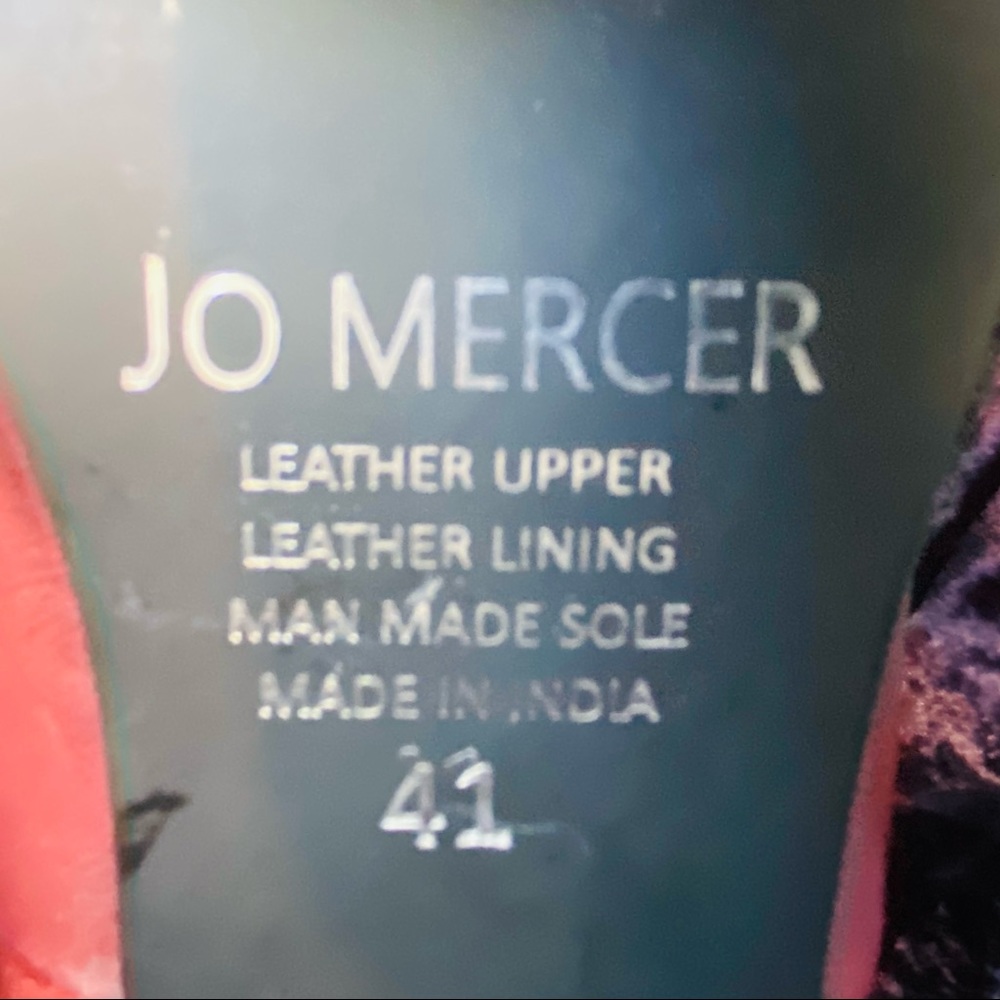 JO MERCER
LEATHER UPPER
LEATHER LINING
MAN MADE SOLE
MADE IN INDIA
41